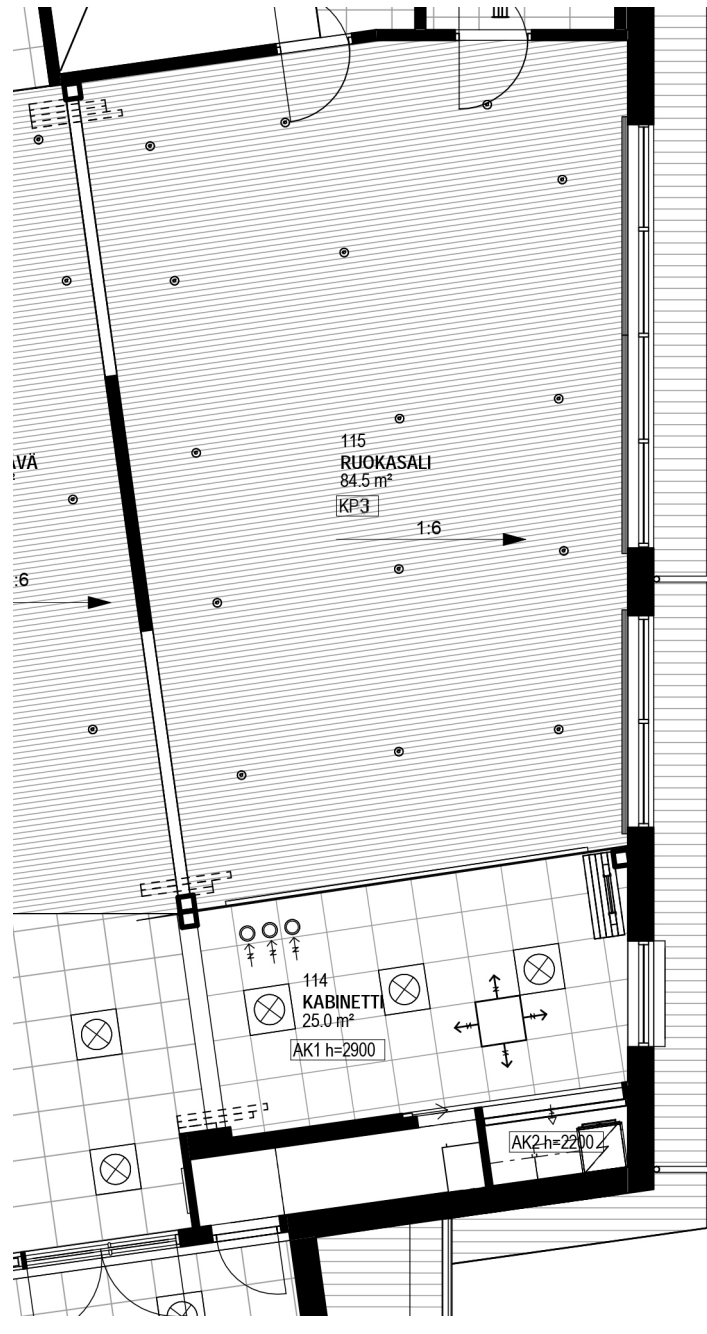 115
RUOKASALI
84.5 m²
KP3
1:6
AVÄ
:6
114
KABINETTI
25.0 m²
AK1 h=2900
AK2 h=2200